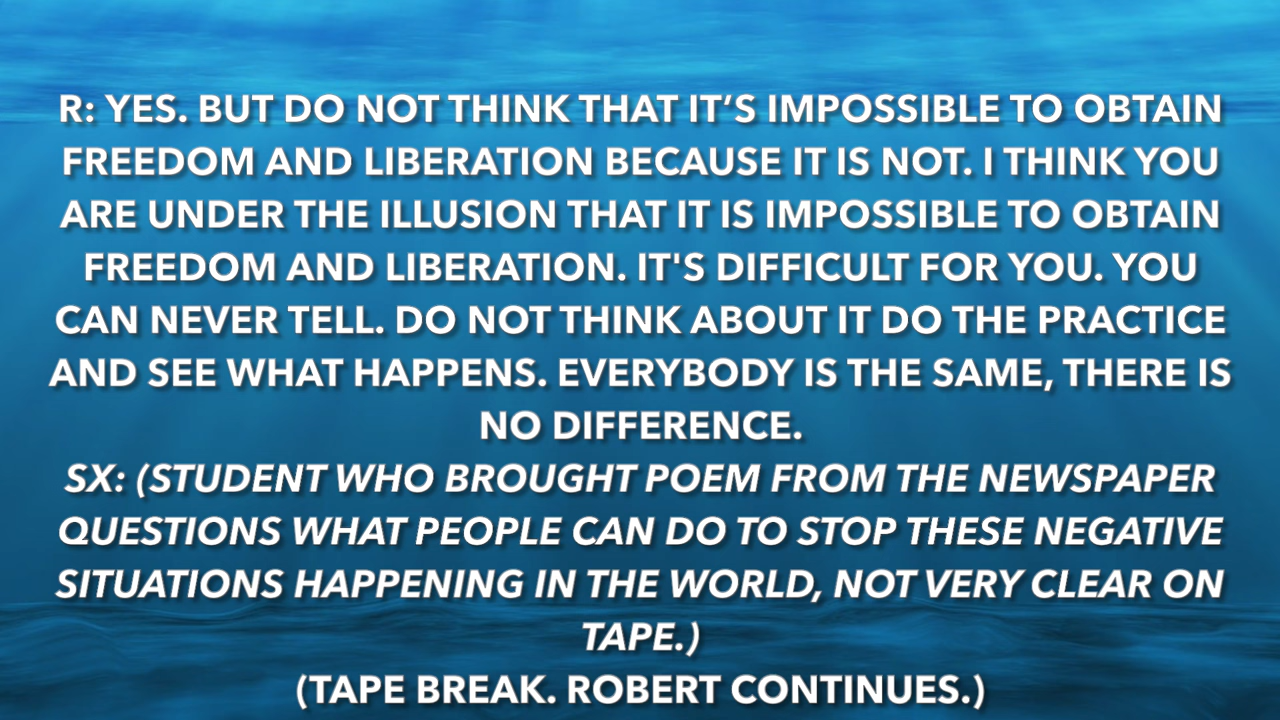 R: YES. BUT DO NOT THINK THAT IT’S IMPOSSIBLE TO OBTAIN
FREEDOM AND LIBERATION BECAUSE IT IS NOT. I THINK YOU
ARE UNDER THE ILLUSION THAT IT IS IMPOSSIBLE TO OBTAIN
FREEDOM AND LIBERATION. IT'S DIFFICULT FOR YOU. YOU
CAN NEVER TELL. DO NOT THINK ABOUT IT DO THE PRACTICE
AND SEE WHAT HAPPENS. EVERYBODY IS THE SAME, THERE IS
NO DIFFERENCE.
SX: (STUDENT WHO BROUGHT POEM FROM THE NEWSPAPER
QUESTIONS WHAT PEOPLE CAN DO TO STOP THESE NEGATIVE
SITUATIONS HAPPENING IN THE WORLD, NOT VERY CLEAR ON
TAPE.)
(TAPE BREAK. ROBERT CONTINUES.)